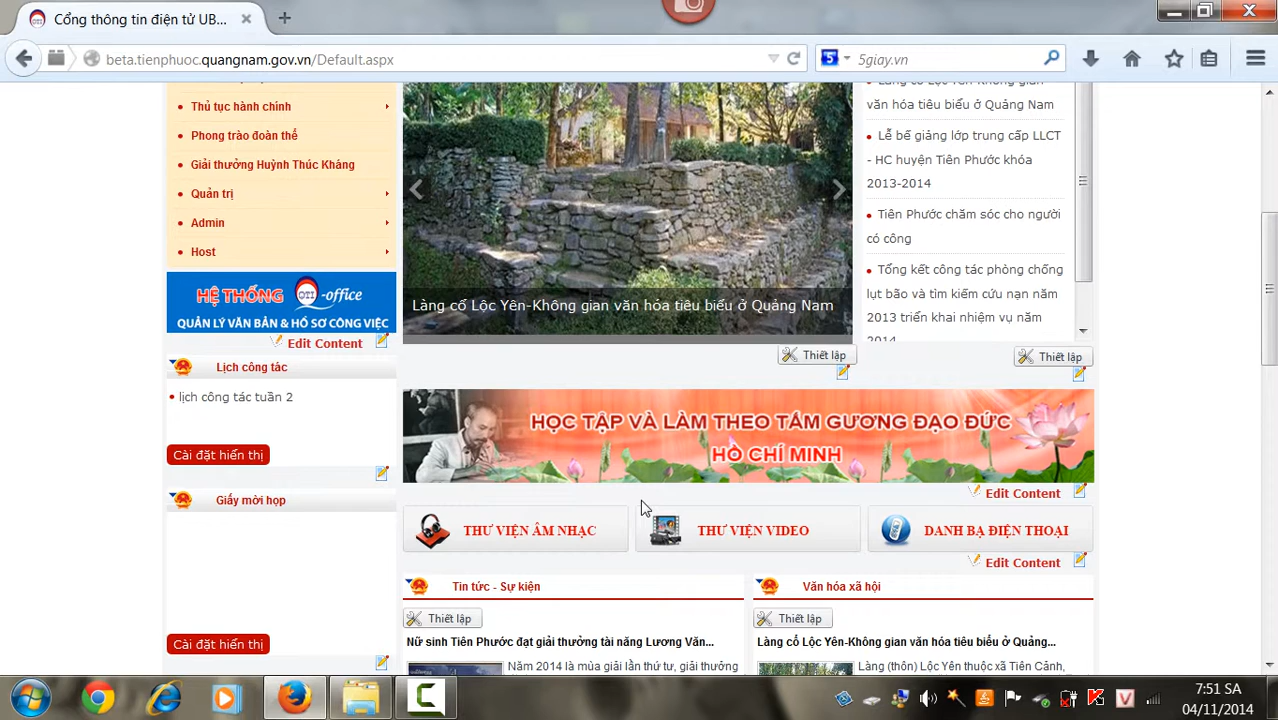 Cổng thông tin điện tử UB...
beta.tienphuoc.quangnam.gov.vn/Default.aspx
5giay.vn
Thủ tục hành chính
Phong trào đoàn thể
Giải thưởng Huỳnh Thúc Kháng
Quản trị
Admin
Host
HỆ THỐNG QTI -office
QUẢN LÝ VĂN BẢN & HỒ SƠ CÔNG VIỆC
Edit Content
Lịch công tác
lịch công tác tuần 2
Cài đặt hiển thị
Giấy mời họp
Cài đặt hiển thị
Làng cổ Lộc Yên-Không gian văn hóa tiêu biểu ở Quảng Nam
Thiết lập
Làng cổ Lộc Yên-Không gian
văn hóa tiêu biểu ở Quảng Nam
Lễ bế giảng lớp trung cấp LLCT
- HC huyện Tiên Phước khóa
2013-2014
Tiên Phước chăm sóc cho người
có công
Tổng kết công tác phòng chống
lụt bão và tìm kiếm cứu nạn năm
2013 triển khai nhiệm vụ năm
2014
Thiết lập
HỌC TẬP VÀ LÀM THEO TẤM GƯƠNG ĐẠO ĐỨC
HỒ CHÍ MINH
Edit Content
THƯ VIỆN ÂM NHẠC
THƯ VIỆN VIDEO
DANH BẠ ĐIỆN THOẠI
Edit Content
Tin tức - Sự kiện
Thiết lập
Nữ sinh Tiên Phước đạt giải thưởng tài năng Lương Văn...
Năm 2014 là mùa giải lần thứ tư, giải thưởng
Văn hóa xã hội
Thiết lập
Làng cổ Lộc Yên-Không gian văn hóa tiêu biểu ở Quảng...
Làng (thôn) Lộc Yên thuộc xã Tiên Cảnh,
7:51 SA
04/11/2014